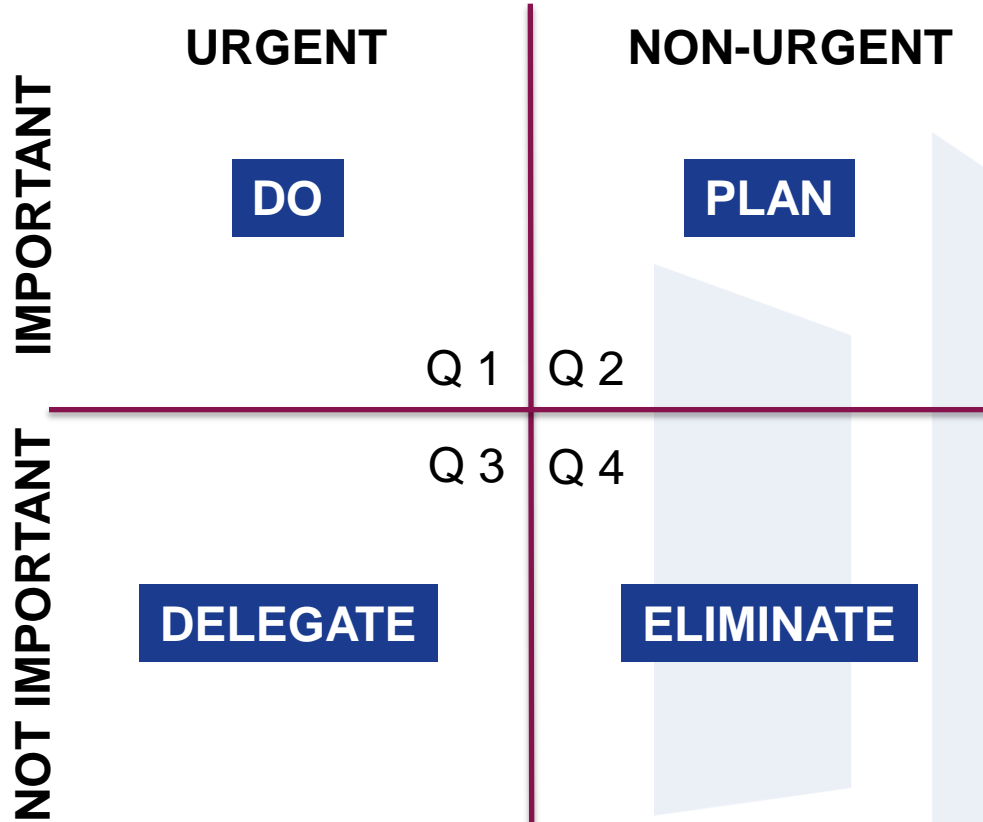 URGENT
NON-URGENT
IMPORTANT
DO
PLAN
Q 1
Q 2
NOT IMPORTANT
Q 3
Q 4
DELEGATE
ELIMINATE